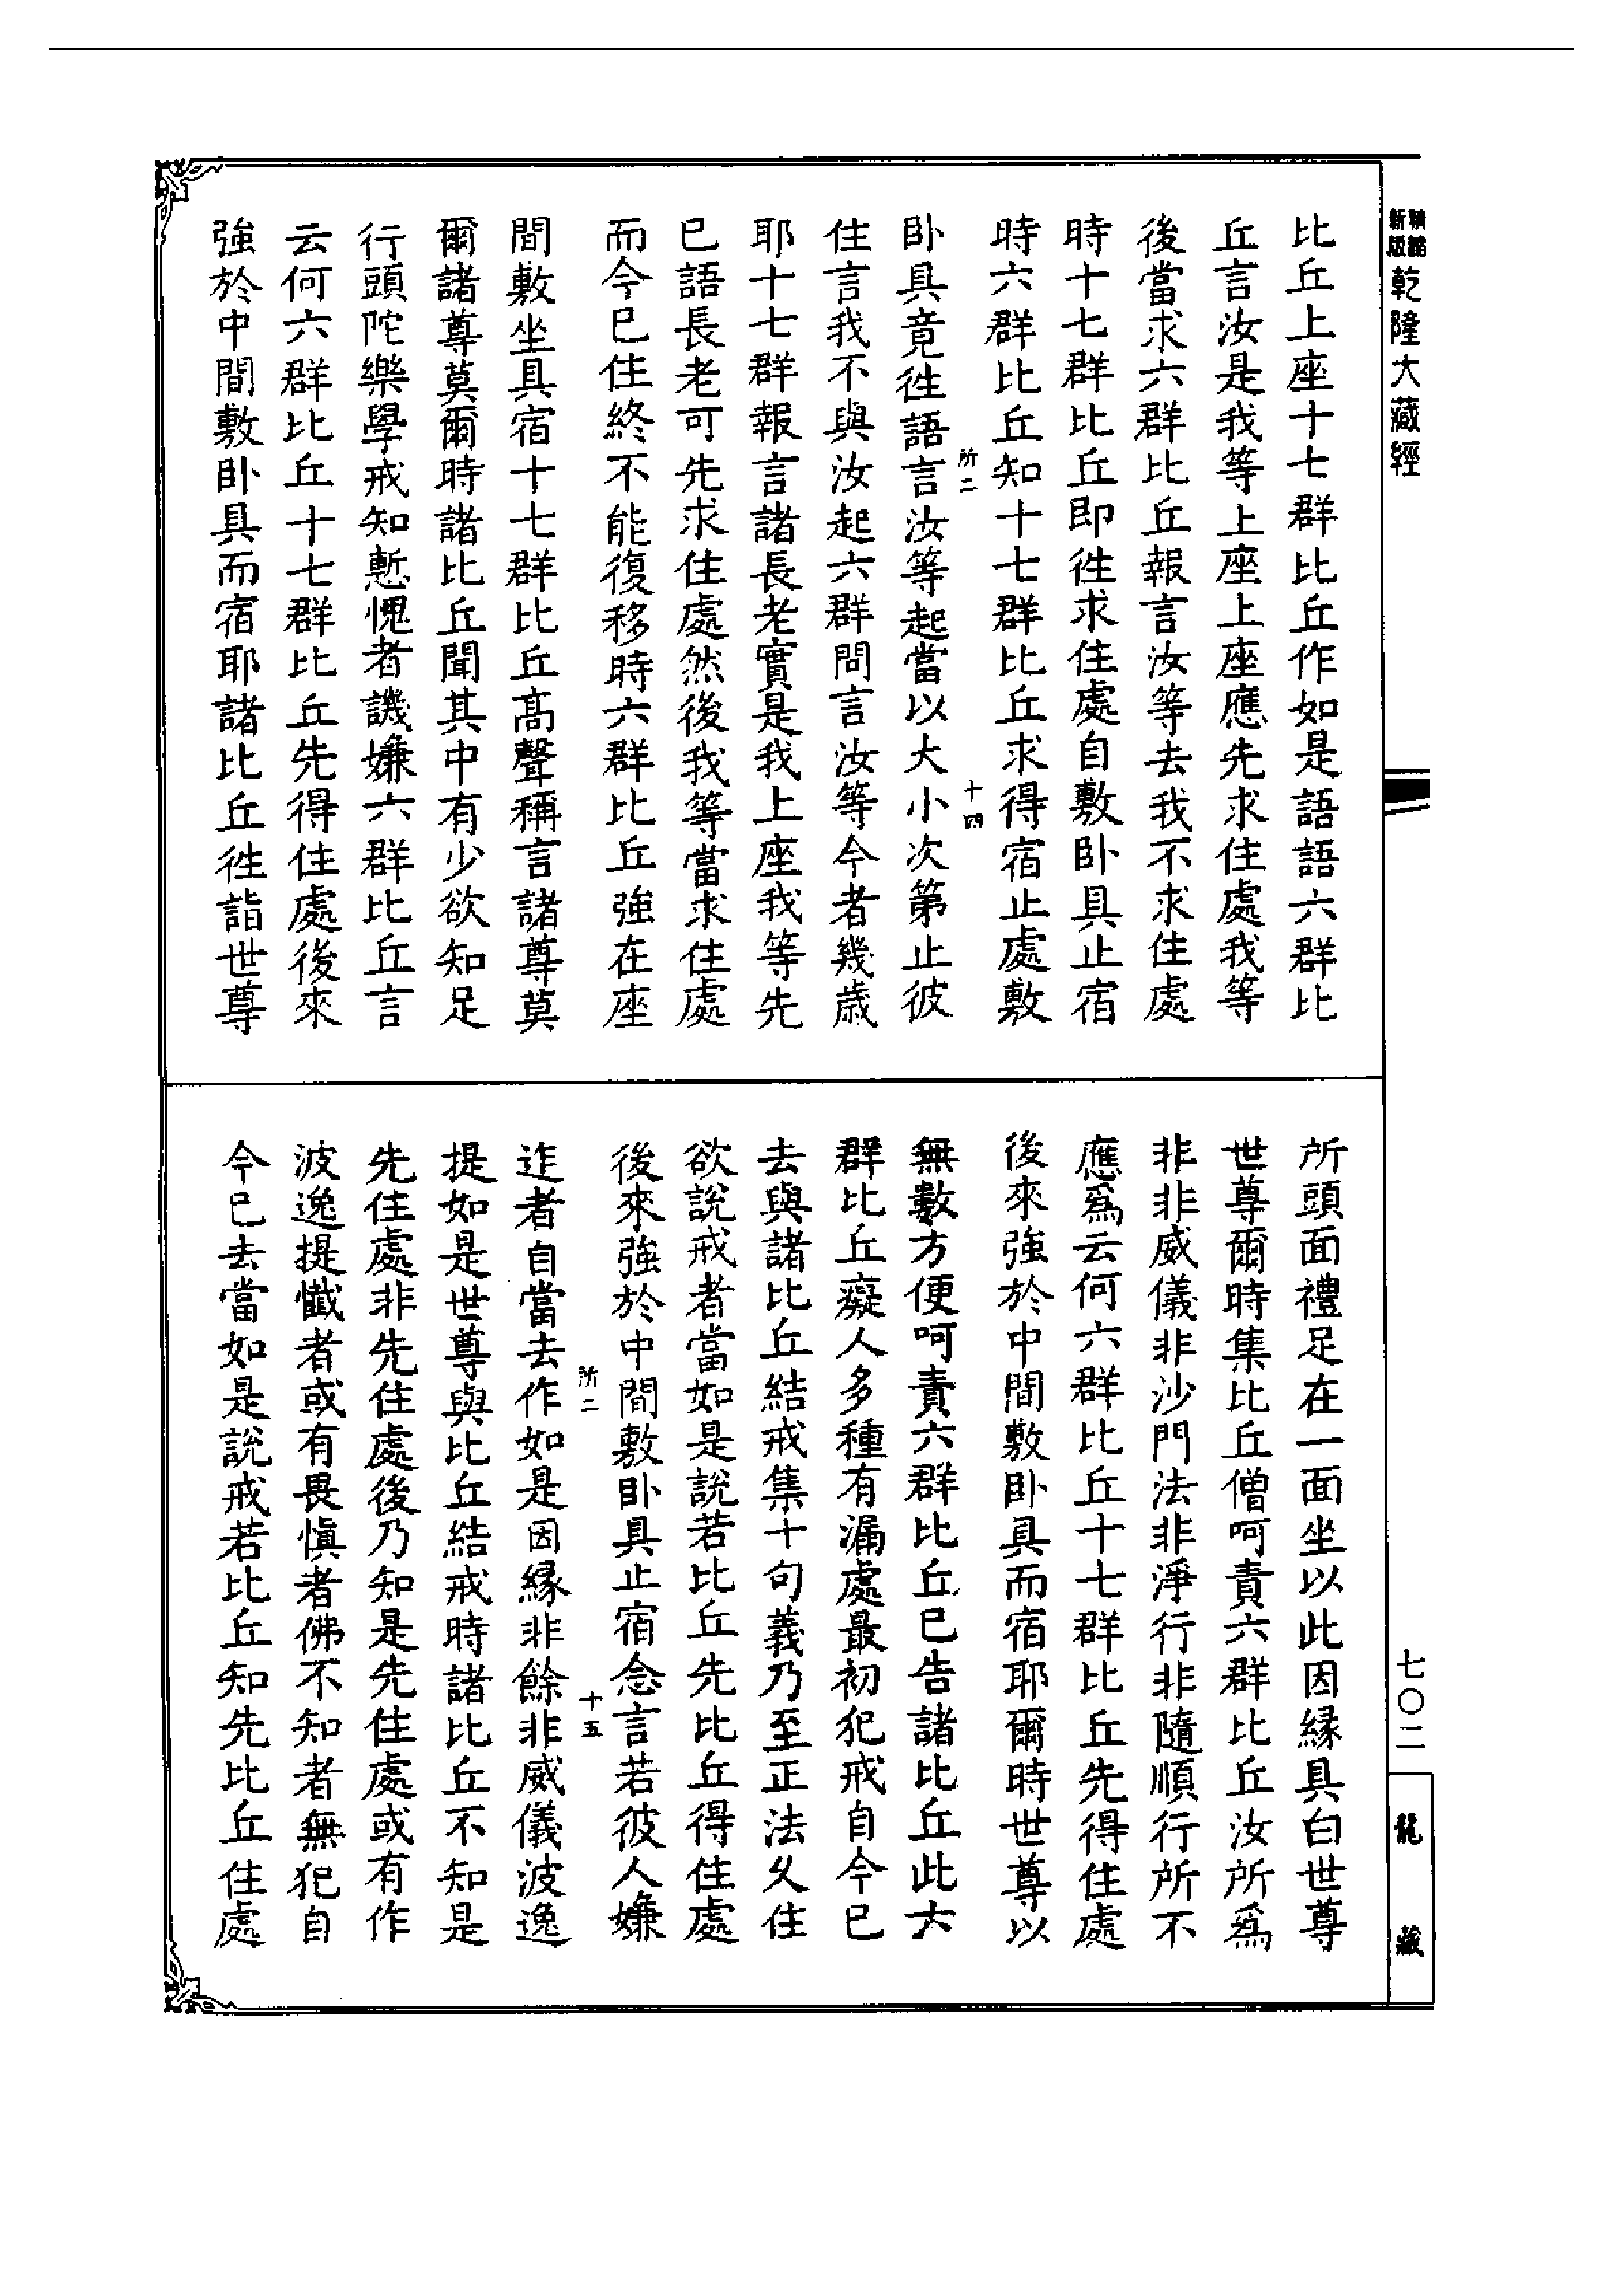 新版精縮乾隆大藏經
比丘上座十七群比丘作如是語語六群比
丘言汝是我等上座上座應先求住處我等
後當求六群比丘報言汝等去我不求住處
時十七群比丘即徃求住處自敷卧具止宿
時六群比丘知十七群比丘求得宿止處敷
所二
十四
卧具竟徃語言汝等起當以大小次第止彼
住言我不與汝起六群問言汝等今者幾歲
耶十七群報言諸長老實是我上座我等先
已語長老可先求住處然後我等當求住處
而今已住終不能復移時六群比丘強在座
間敷坐具宿十七群比丘高聲稱言諸尊莫
爾諸尊莫爾時諸比丘聞其中有少欲知足
行頭陀樂學戒知慙愧者譏嫌六群比丘言
云何六群比丘十七群比丘先得住處後來
強於中間敷卧具而宿耶諸比丘徃詣世尊
所頭面禮足在一面坐以此因縁具白世尊
世尊爾時集比丘僧呵責六群比丘汝所爲
非非威儀非沙門法非淨行非隨順行所不
應爲云何六群比丘十七群比丘先得住處
後來強於中間敷卧具而宿耶爾時世尊以
無數方便呵責六群比丘已告諸比丘此六
群比丘癡人多種有漏處最初犯戒自今已
去與諸比丘結戒集十句義乃至正法久住
欲說戒者當如是說若比丘先比丘得住處
後來強於中間敷卧具止宿念言若彼人嫌
所二
十五
迮者自當去作如是因縁非餘非威儀波逸
提如是世尊與比丘結戒時諸比丘不知是
先住處非先住處後乃知是先住處或有作
波逸提懺者或有畏慎者佛不知者無犯自
今已去當如是說戒若比丘知先比丘住處
七〇二
龍藏